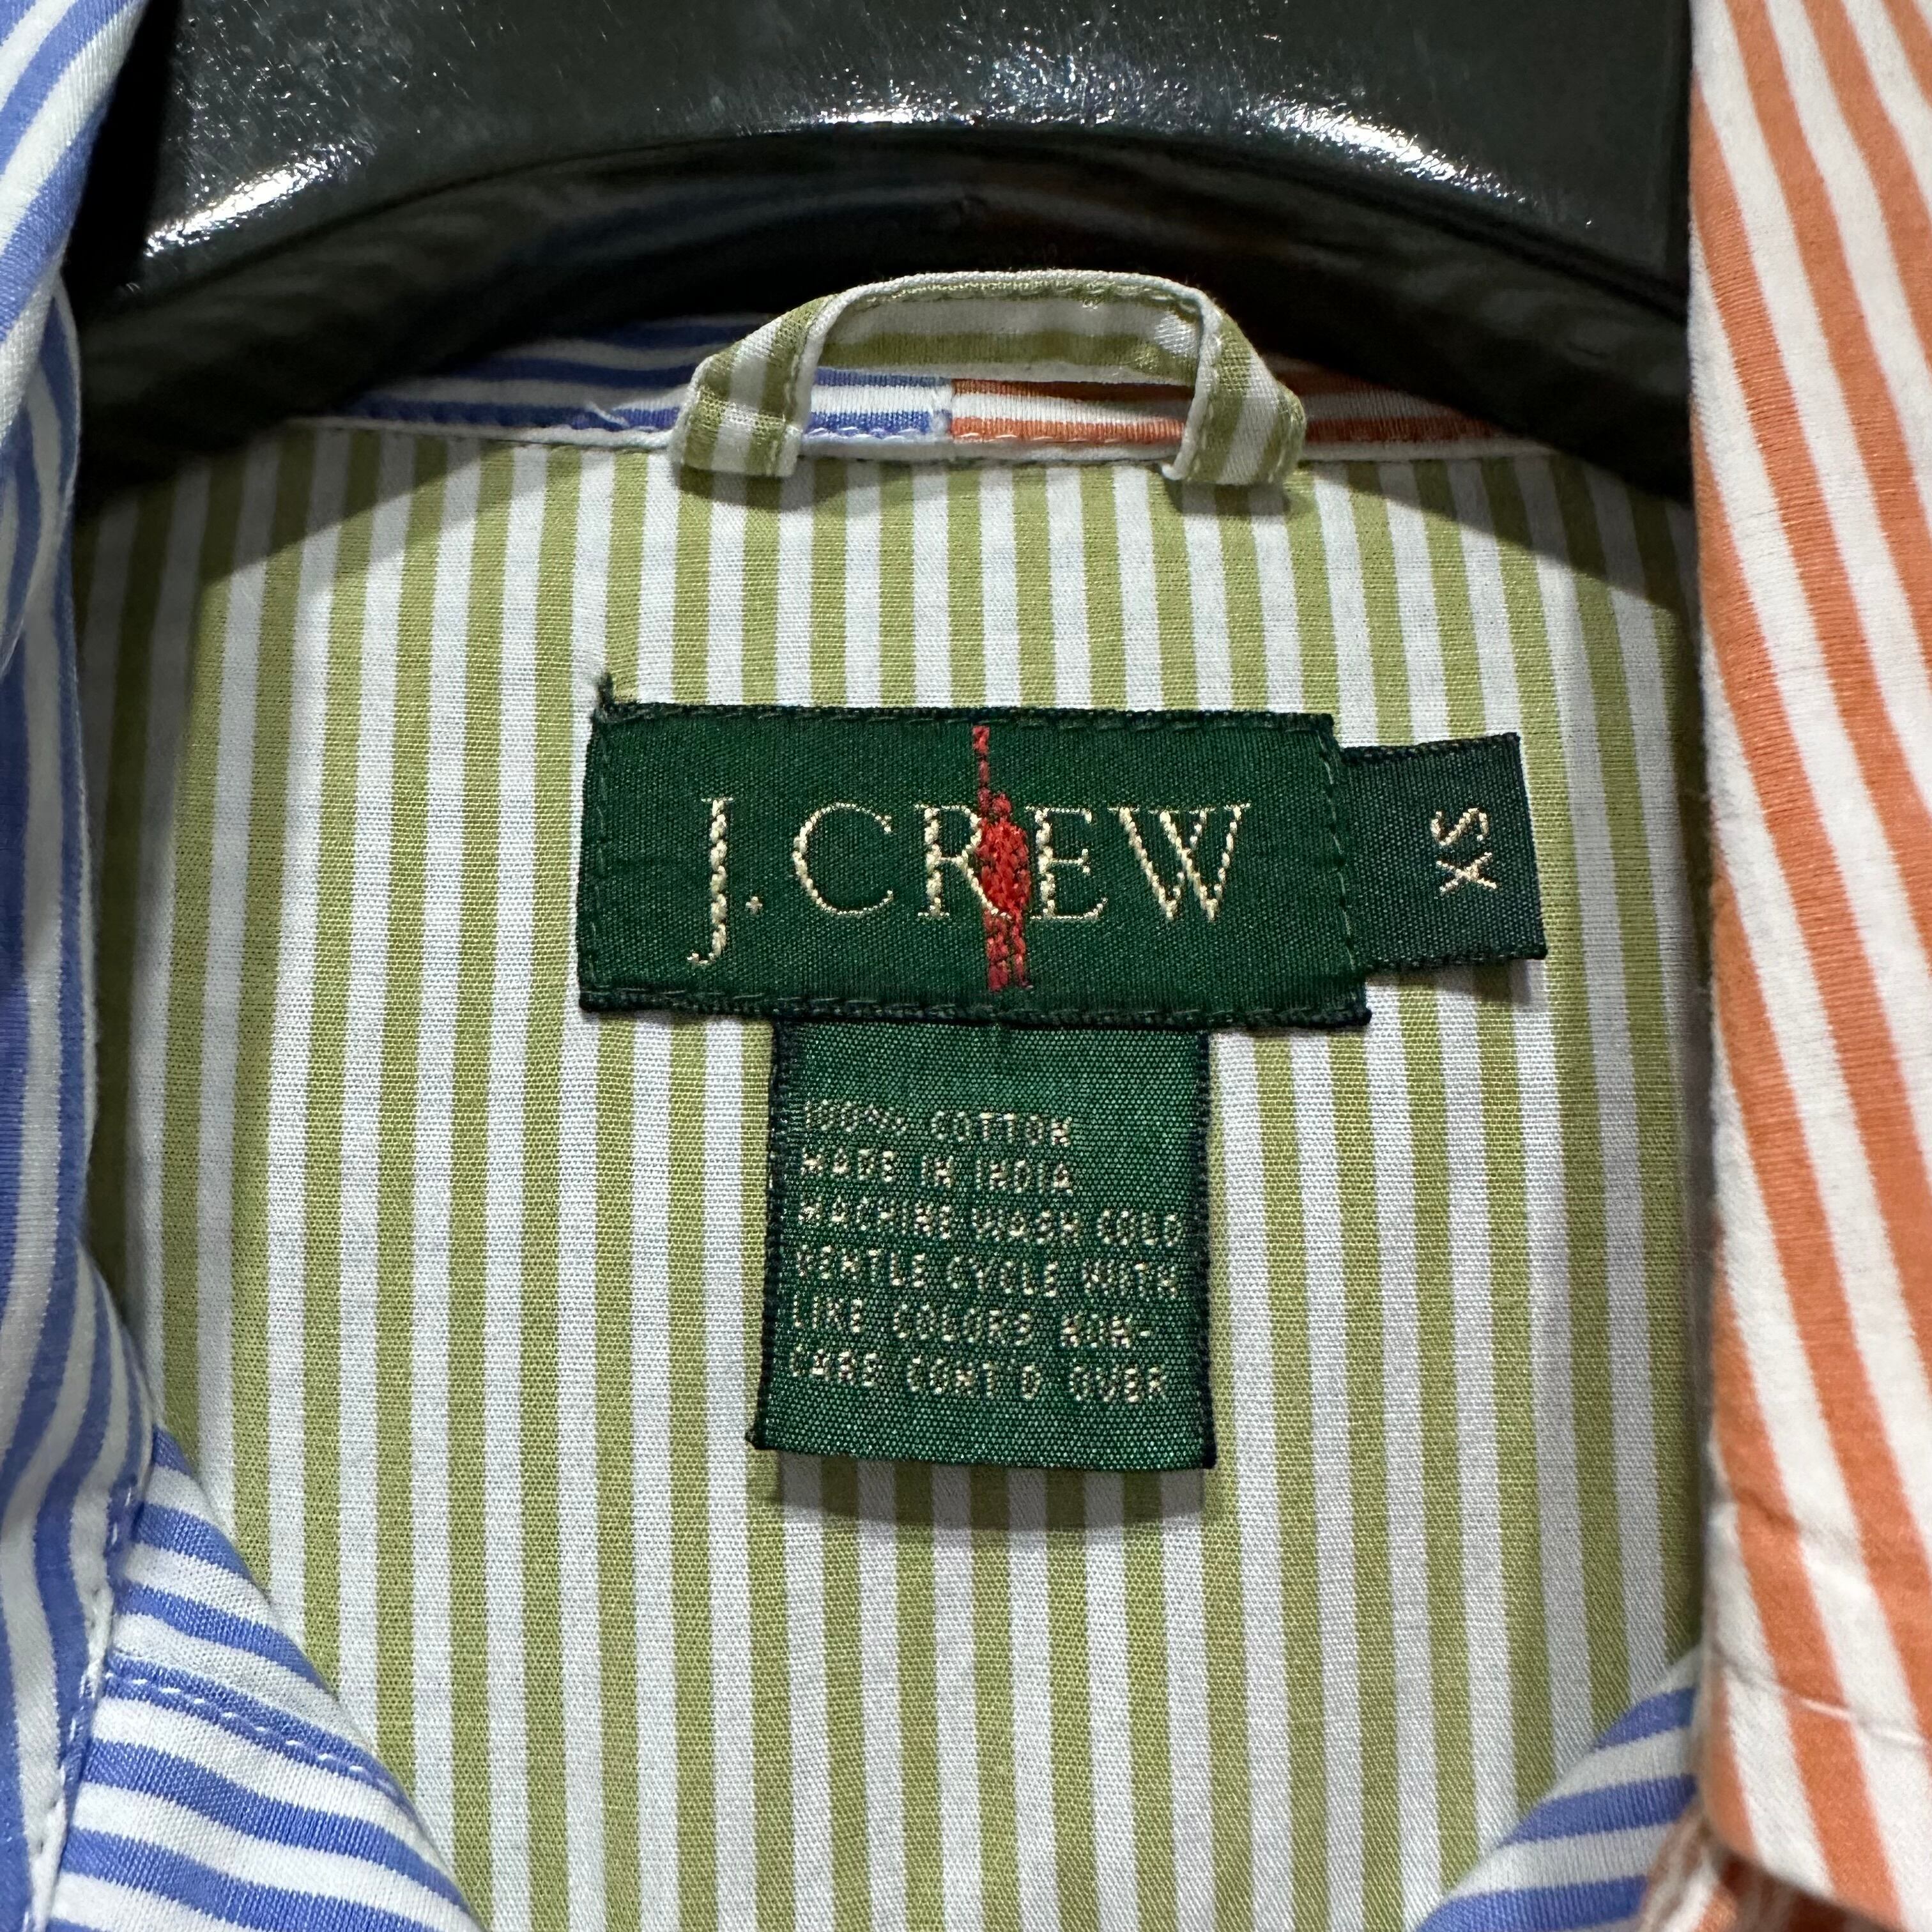 J. CREW
XS
100% COTTON
MADE IN INDIA
MACHINE WASH COLD
GENTLE CYCLE WITH
LIKE COLORS NON-
CARE CONT'D OVER